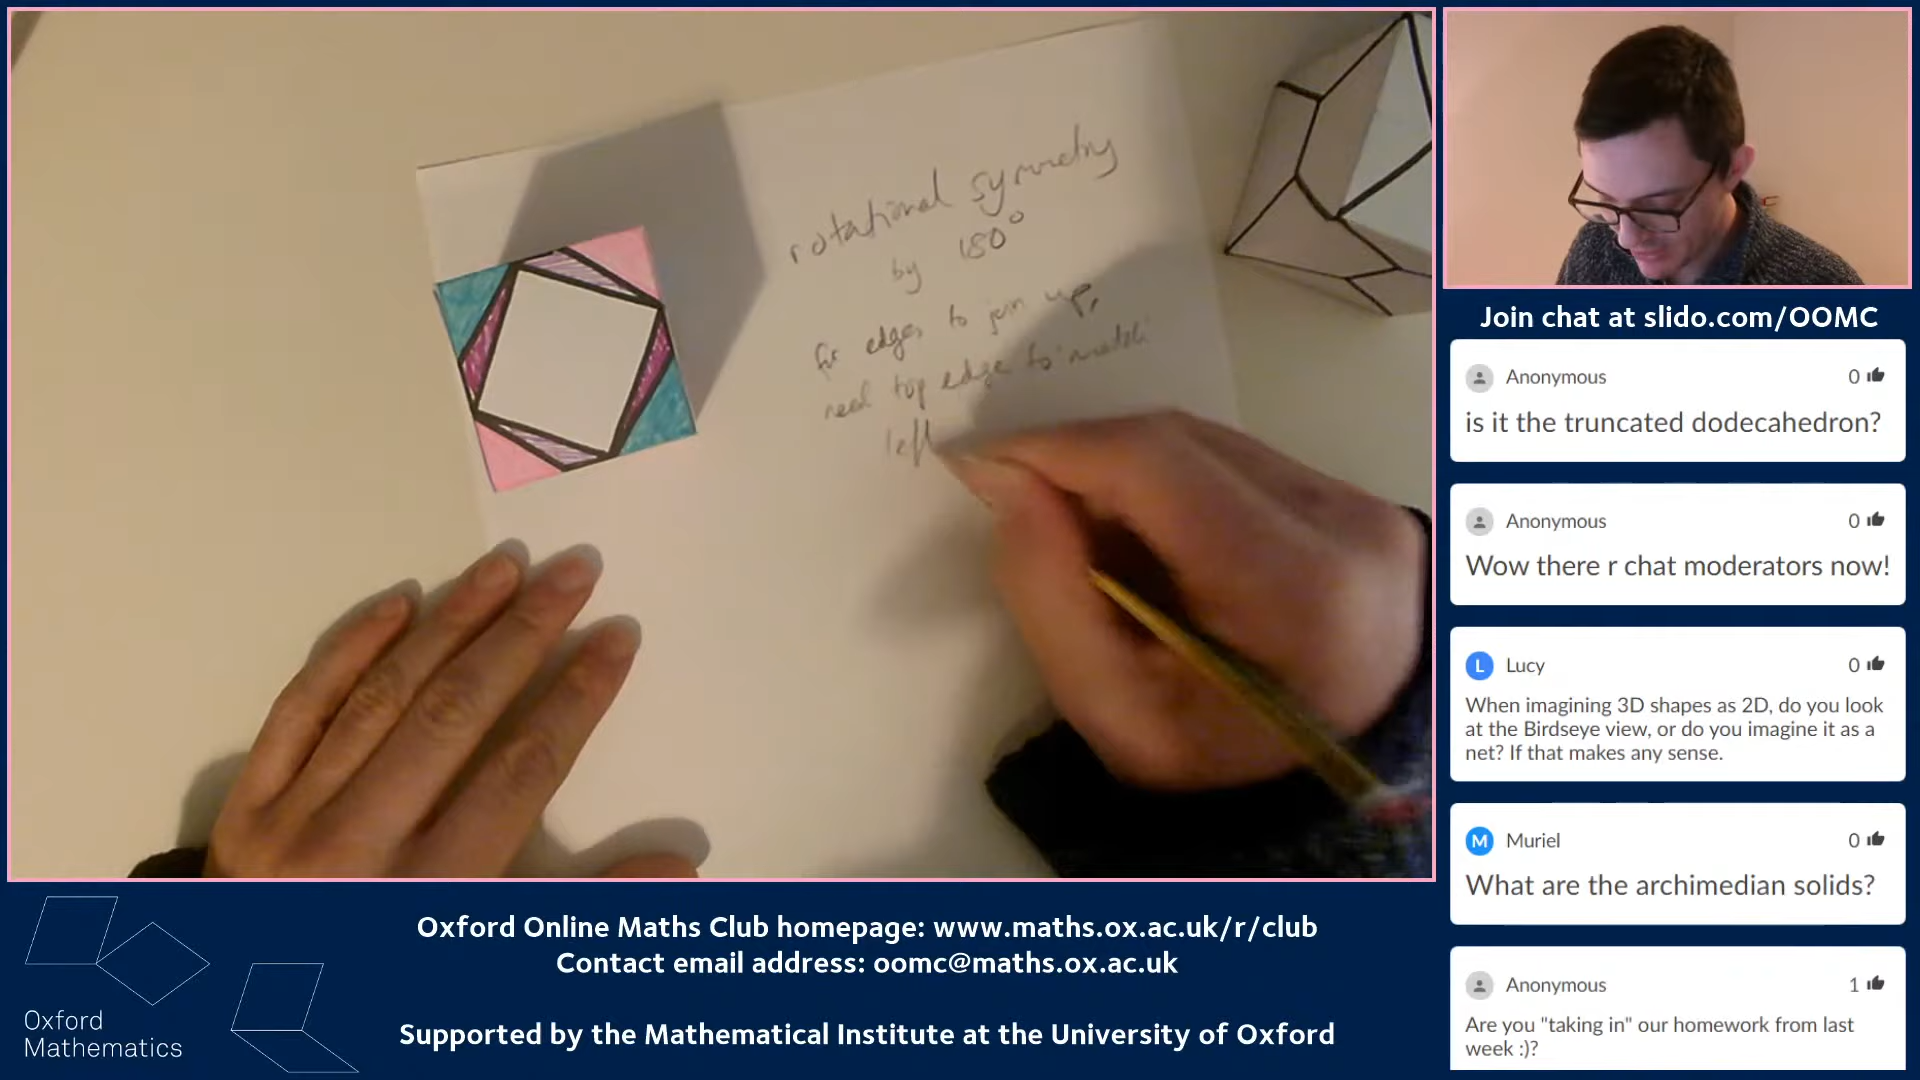 rotational symmetry
by 180°
for edges to join up,
need top edge to 'match'
left
Join chat at slido.com/OOMC
Anonymous 0
is it the truncated dodecahedron?
Anonymous 0
Wow there r chat moderators now!
L Lucy 0
When imagining 3D shapes as 2D, do you look
at the Birdseye view, or do you imagine it as a
net? If that makes any sense.
M Muriel 0
What are the archimedian solids?
Anonymous 1
Are you "taking in" our homework from last
week :)?
Oxford Online Maths Club homepage: www.maths.ox.ac.uk/r/club
Contact email address: oomc@maths.ox.ac.uk
Supported by the Mathematical Institute at the University of Oxford
Oxford
Mathematics